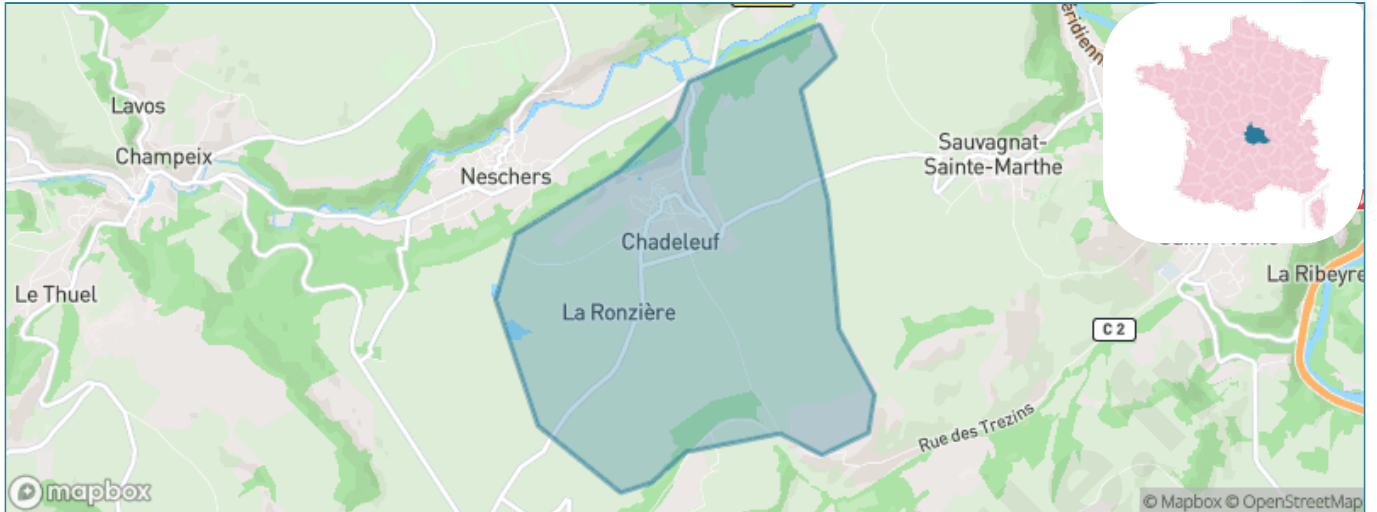 Lavos
Champeix
Neschers
Sauvagnat-
Sainte-Marthe
Chadeleuf
Le Thuel
La Ronzière
La Ribeyre
C 2
Rue des Trezins
mapbox
© Mapbox © OpenStreetMap